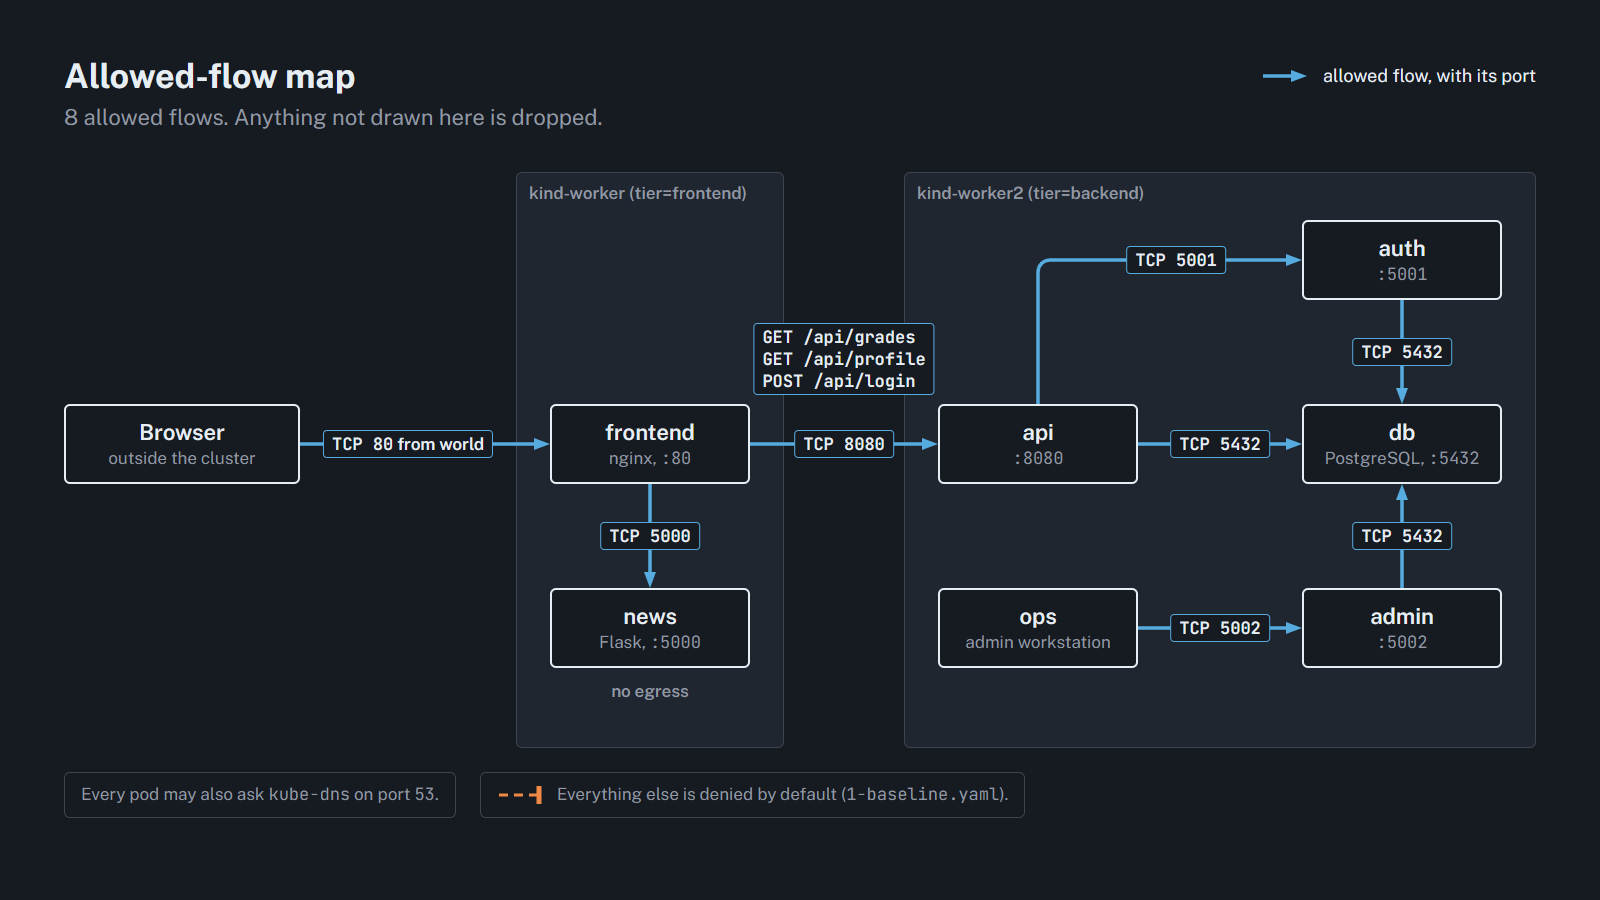 Allowed-flow map
8 allowed flows. Anything not drawn here is dropped.
allowed flow, with its port
kind-worker (tier=frontend)
kind-worker2 (tier=backend)
auth
:5001
TCP 5001
GET /api/grades
GET /api/profile
POST /api/login
TCP 5432
Browser
outside the cluster
TCP 80 from world
frontend
nginx, :80
TCP 8080
api
:8080
TCP 5432
db
PostgreSQL, :5432
TCP 5000
TCP 5432
news
Flask, :5000
no egress
ops
admin workstation
TCP 5002
admin
:5002
Every pod may also ask kube-dns on port 53.
Everything else is denied by default (1-baseline.yaml).